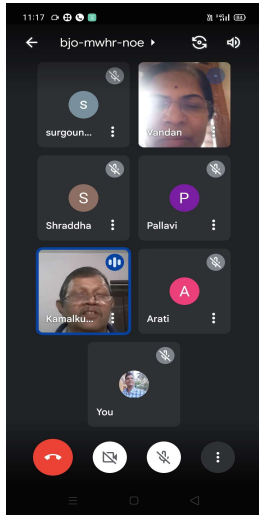 11:17
bjo-mwhr-noe
S
surgoun...
Vandan
S
Shraddha
P
Pallavi
Kamalku...
A
Arati
You